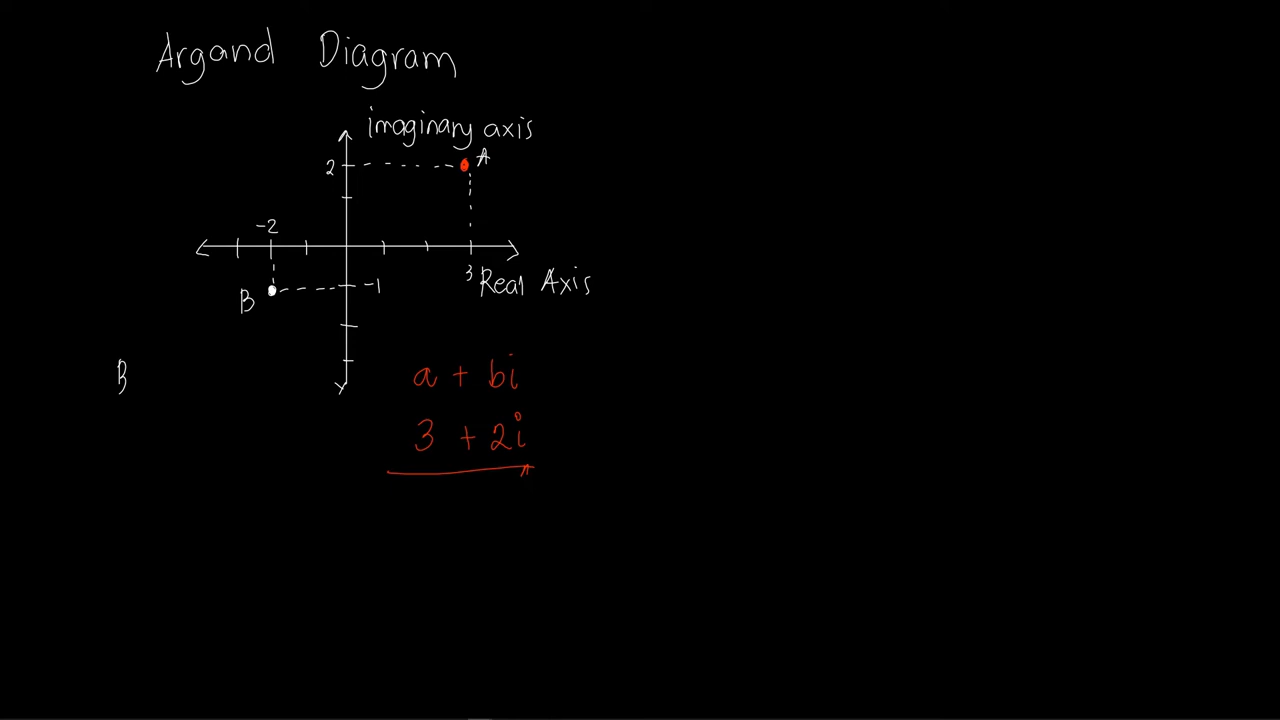 Argand Diagram
imaginary axis
2
A
-2
3
Real Axis
B
-1
B
a + bi
3 + 2i